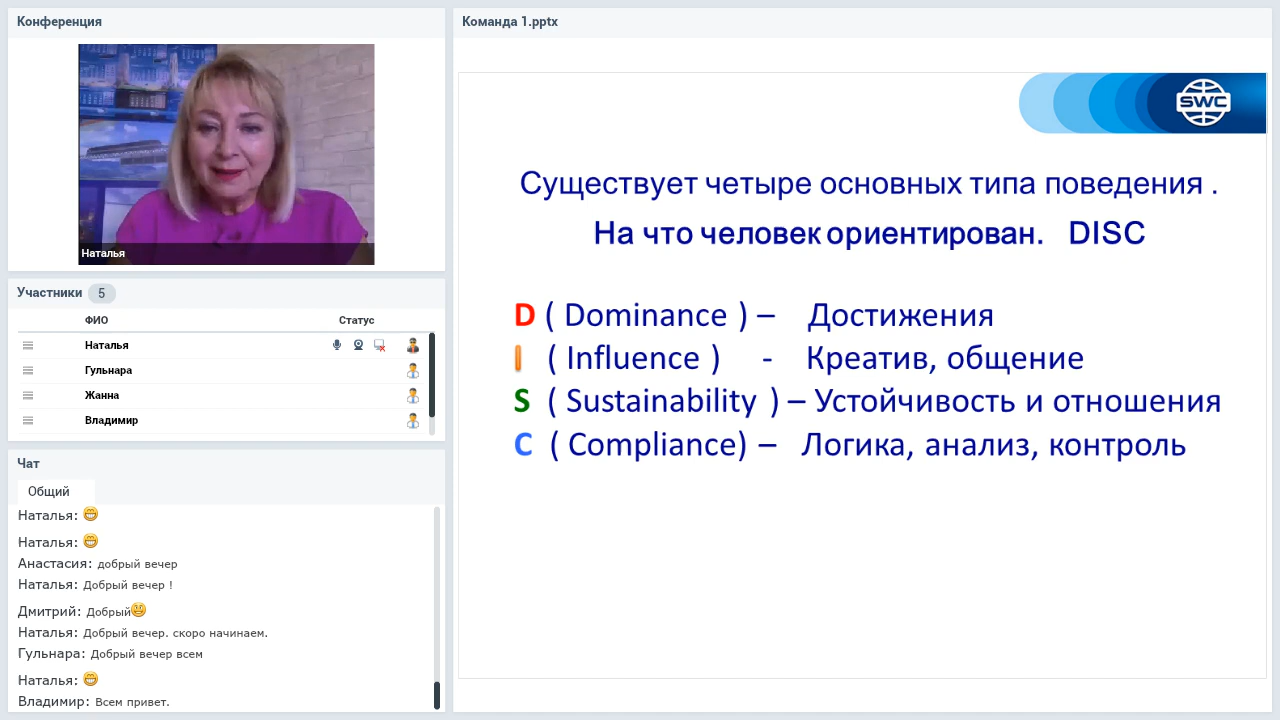 Конференция
Наталья
Участники 5
ФИО Статус
Наталья
Гульнара
Жанна
Владимир
Чат
Общий
Наталья:
Наталья:
Анастасия: добрый вечер
Наталья: Добрый вечер !
Дмитрий: Добрый
Наталья: Добрый вечер. скоро начинаем.
Гульнара: Добрый вечер всем
Наталья:
Владимир: Всем привет.
Команда 1.pptx
SWC
Существует четыре основных типа поведения .
На что человек ориентирован. DISC
D ( Dominance ) – Достижения
I ( Influence ) - Креатив, общение
S ( Sustainability ) – Устойчивость и отношения
C ( Compliance) – Логика, анализ, контроль